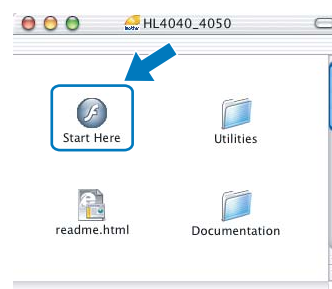 HL4040_4050
Start Here
Utilities
readme.html
Documentation